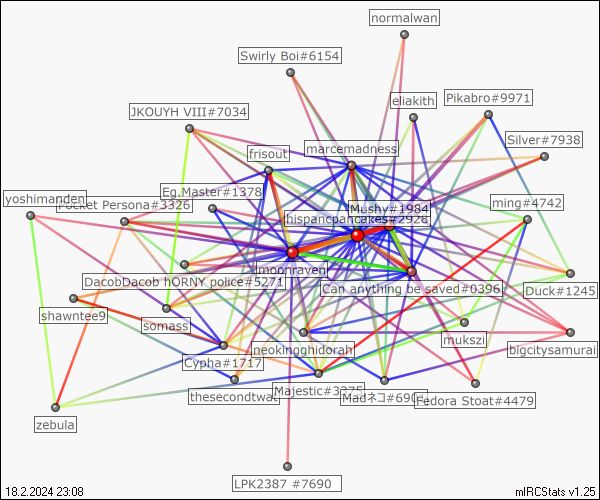 normalwan
Swirly Boi#6154
eliakith
Pikabro#9971
JKOUYH VIII#7034
Silver#7938
frisout
marcemadness
yoshimanden
Pocket Persona#3326
Eg.Master#1378
Mushy#1984
ming#4742
hispancpancakes#2928
moonraven
DacobDacob hORNY police#5271
Can anything be saved#0396
Duck#1245
shawntee9
somass
mukszi
neokingghidorah
bigcitysamurai
Cypha#1717
thesecondtwat
Majestic#3375
Madネコ#690
Fedora Stoat#4479
zebula
LPK2387 #7690
18.2.2024 23:08
mIRCStats v1.25